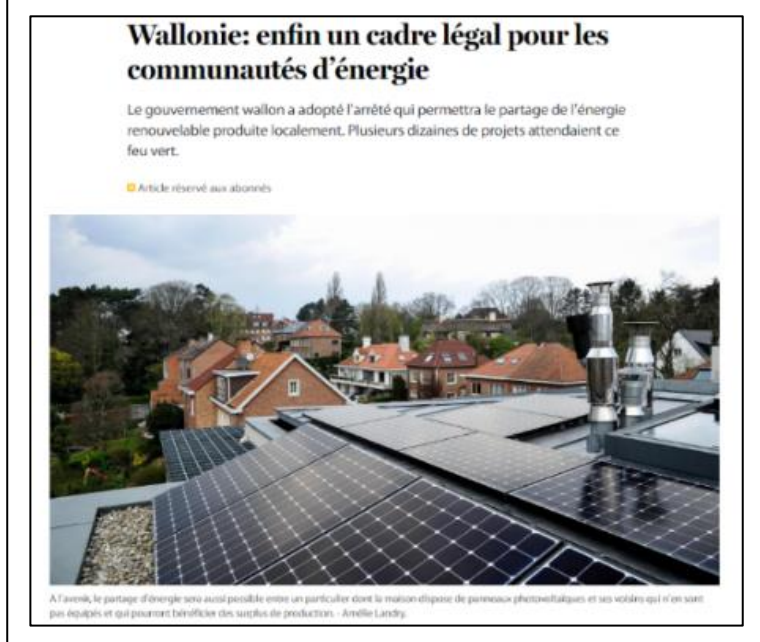 Wallonie: enfin un cadre légal pour les
communautés d'énergie
Le gouvernement wallon a adopté l'arrêté qui permettra le partage de l'énergie
renouvelable produite localement. Plusieurs dizaines de projets attendaient ce
feu vert.
Article réservé aux abonnés
A l'avenir, le partage d'énergie sera aussi possible entre un particulier dont la maison dispose de panneaux photovoltaïques et ses voisins qui n'en sont
pas équipés et qui pourront bénéficier des surplus de production. - Amélie Landry.